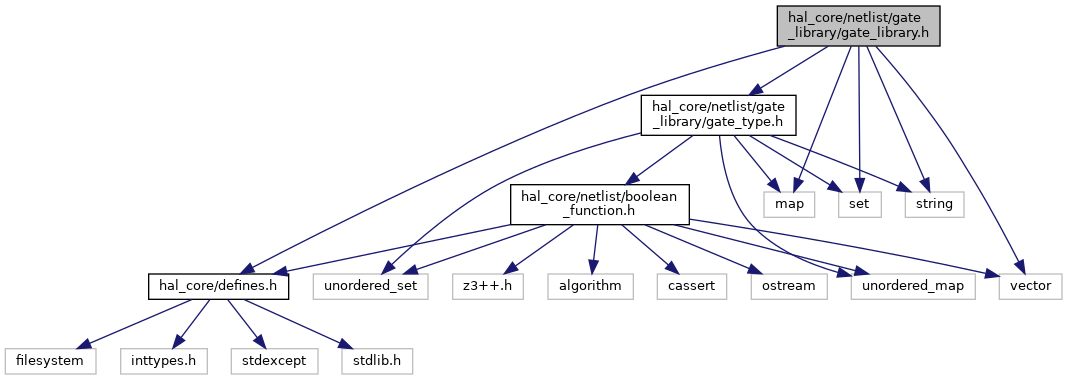 hal_core/netlist/gate
_library/gate_library.h
hal_core/netlist/gate
_library/gate_type.h
hal_core/netlist/boolean
_function.h
map
set
string
hal_core/defines.h
unordered_set
z3++.h
algorithm
cassert
ostream
unordered_map
vector
filesystem
inttypes.h
stdexcept
stdlib.h